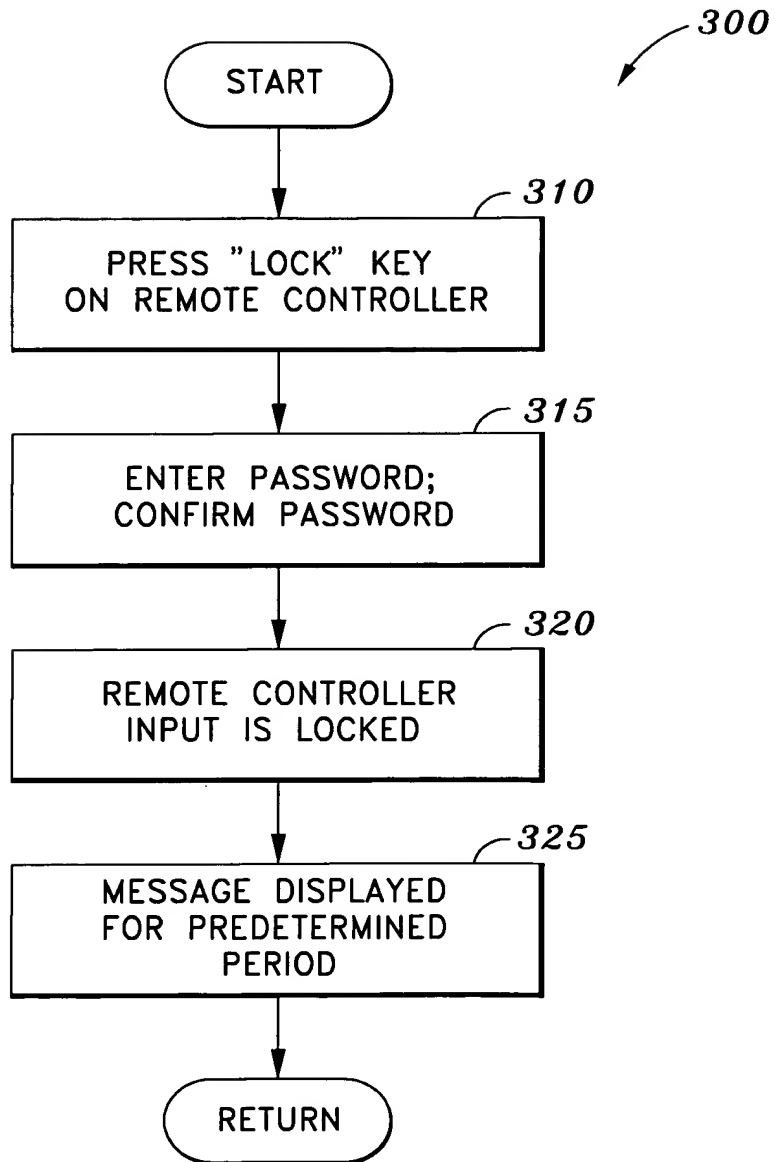 300
START
310
PRESS "LOCK" KEY
ON REMOTE CONTROLLER
315
ENTER PASSWORD;
CONFIRM PASSWORD
320
REMOTE CONTROLLER
INPUT IS LOCKED
325
MESSAGE DISPLAYED
FOR PREDETERMINED
PERIOD
RETURN